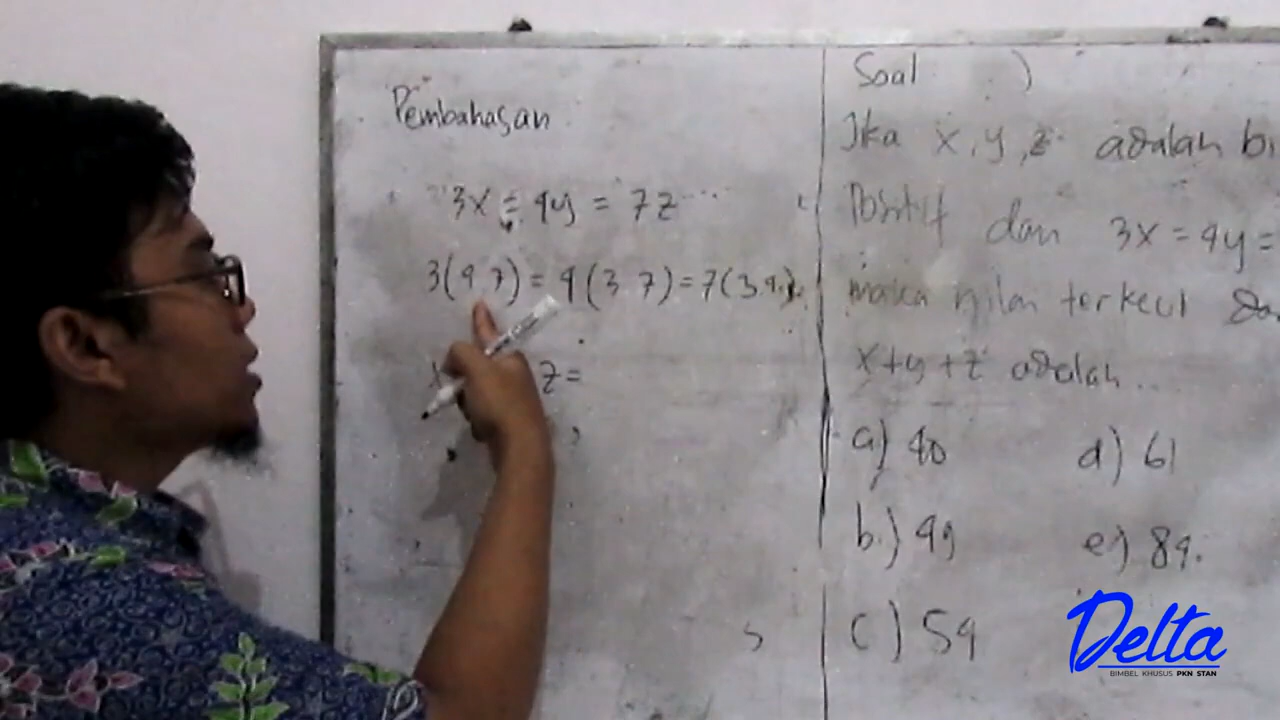 Pembahasan
3x = 4y = 7z
3(4.7) = 4(3.7) = 7(3.4)
z =
Soal )
Jika x, y, z adalah bi
Positif dan 3x = 4y =
maka nilai terkecil da
x+y+z adalah ...
a) 40
d) 61
b.) 49
e) 84.
c) 54
Delta
BIMBEL KHUSUS PKN STAN